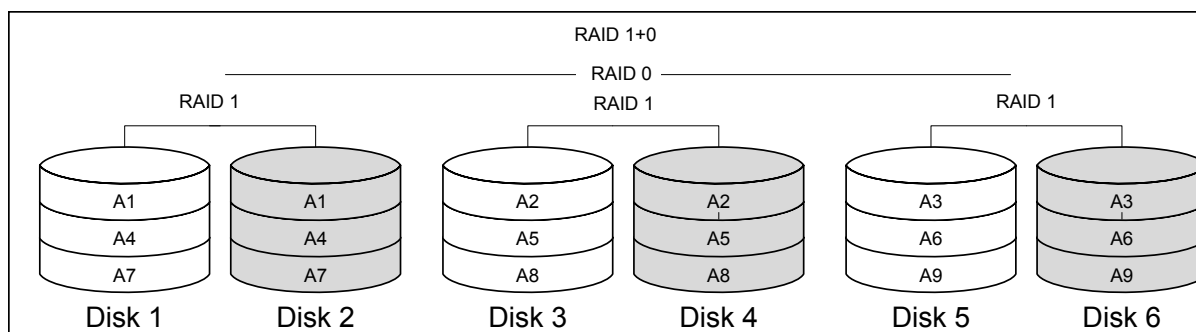 RAID 1+0
RAID 0
RAID 1 RAID 1 RAID 1
A1 A1 A2 A2 A3 A3
A4 A4 A5 A5 A6 A6
A7 A7 A8 A8 A9 A9
Disk 1 Disk 2 Disk 3 Disk 4 Disk 5 Disk 6